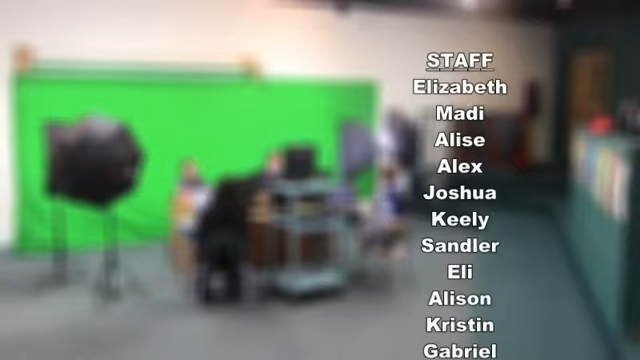 STAFF
Elizabeth
Madi
Alise
Alex
Joshua
Keely
Sandler
Eli
Alison
Kristin
Gabriel